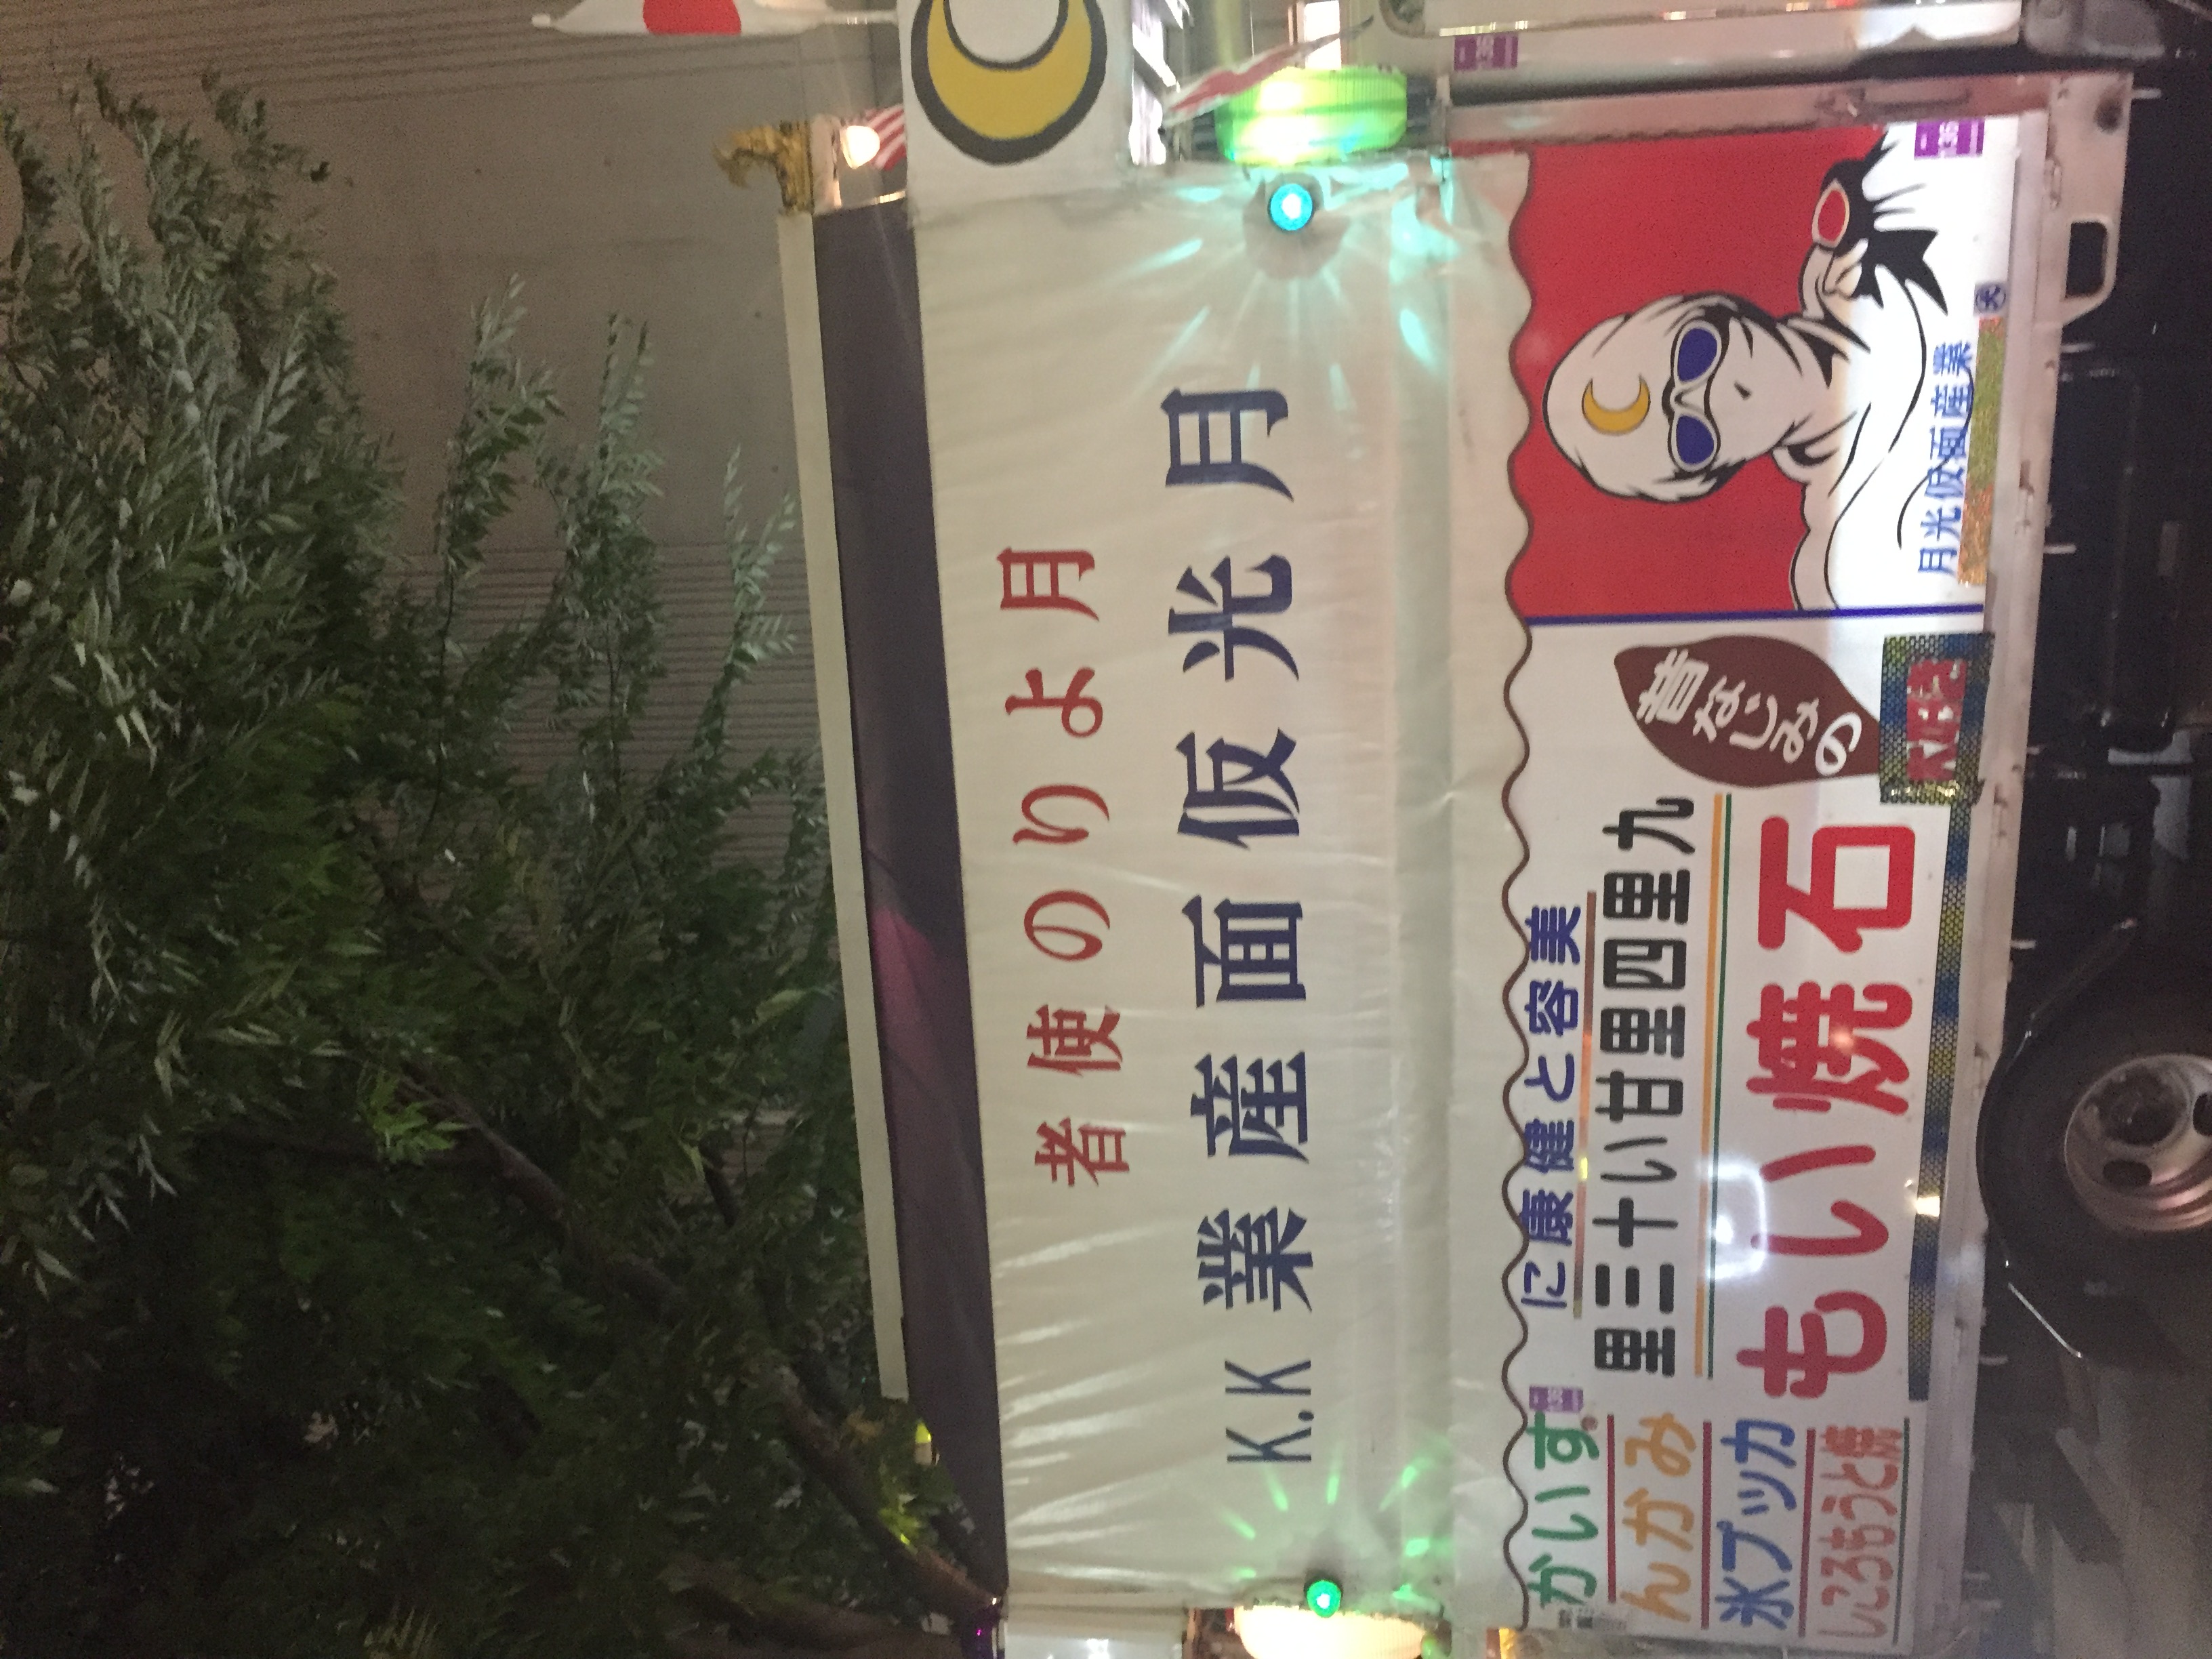 月よりの使者
月光仮面産業 K.K
美容と健康に
九里四里甘い十三里
昔なじみの
石焼いも
月光仮面産業
すいか
みかん
カップ氷
焼とうもろこし